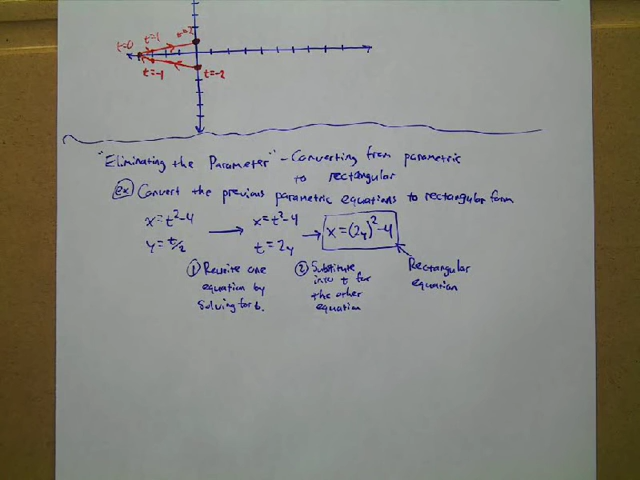 t=0 t=1 t=2
t=-1 t=-2
"Eliminating the Parameter" - Converting from parametric
to rectangular
ex Convert the previous parametric equations to rectangular form
x=t²-4 → x=t²-4 → x=(2y)²-4
y=t/2 t=2y
① Rewrite one
equation by
solving for t.
② Substitute
into t for
the other
equation
Rectangular
equation